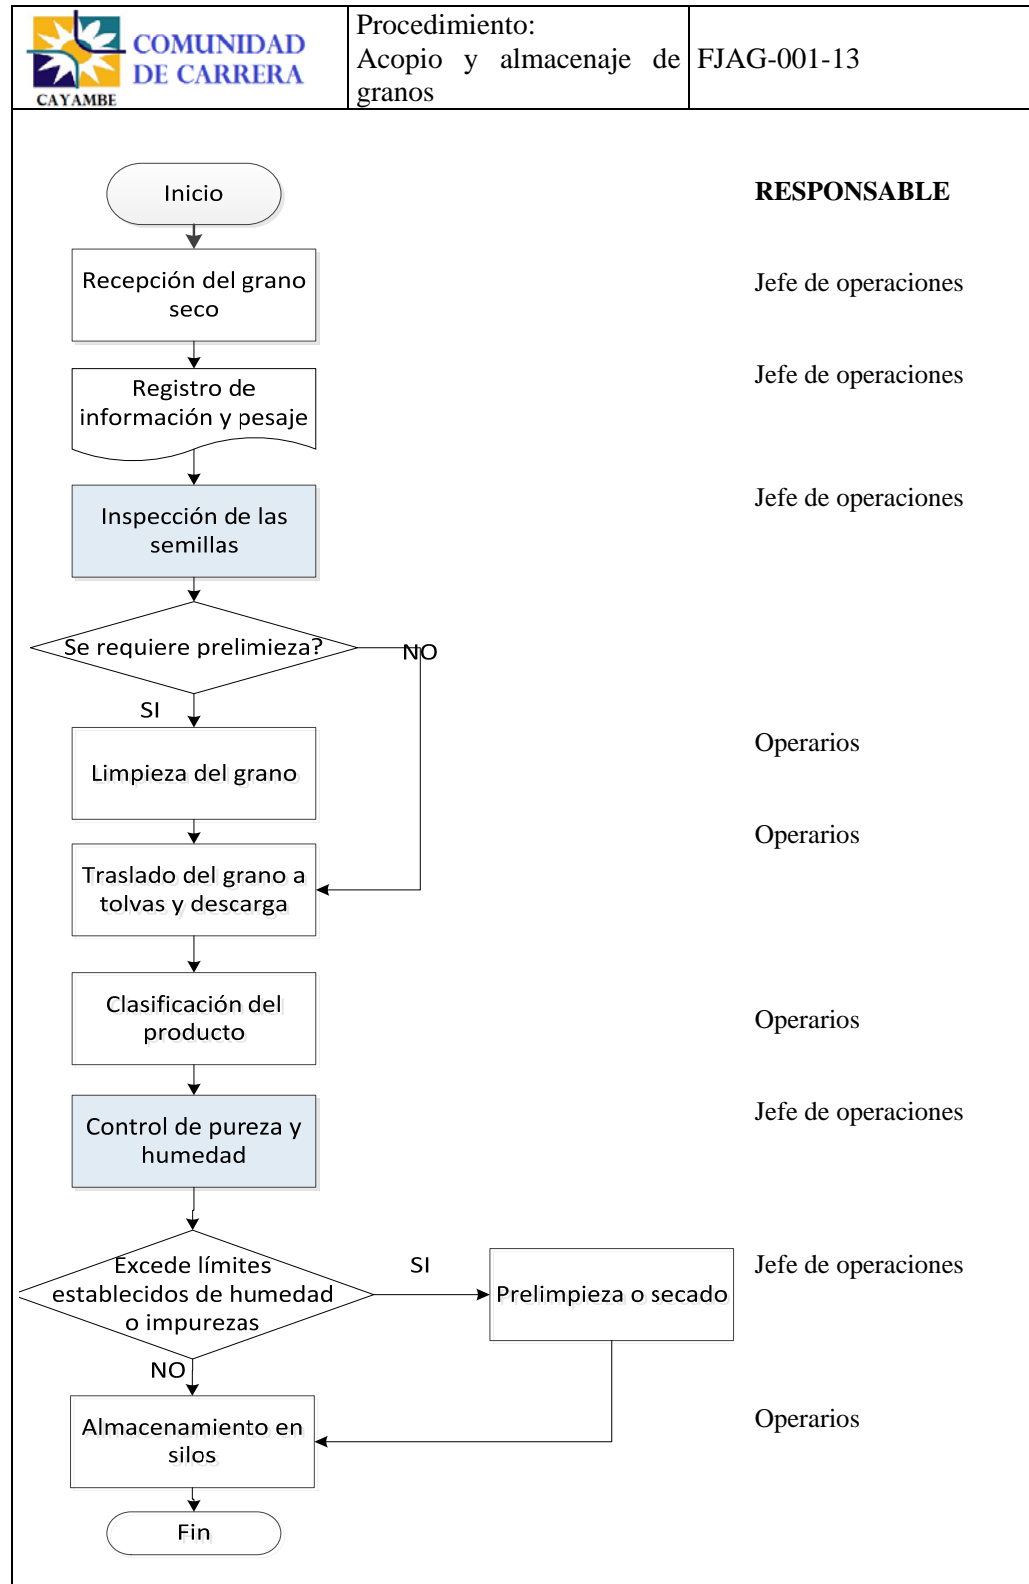 COMUNIDAD
DE CARRERA
CAYAMBE
Procedimiento:
Acopio y almacenaje de
granos
FJAG-001-13
Inicio
RESPONSABLE
Recepción del grano
seco
Jefe de operaciones
Registro de
información y pesaje
Jefe de operaciones
Inspección de las
semillas
Jefe de operaciones
Se requiere prelimieza?
NO
SI
Limpieza del grano
Operarios
Traslado del grano a
tolvas y descarga
Operarios
Clasificación del
producto
Operarios
Control de pureza y
humedad
Jefe de operaciones
Excede límites
establecidos de humedad
o impurezas
SI
Prelimpieza o secado
Jefe de operaciones
NO
Almacenamiento en
silos
Operarios
Fin